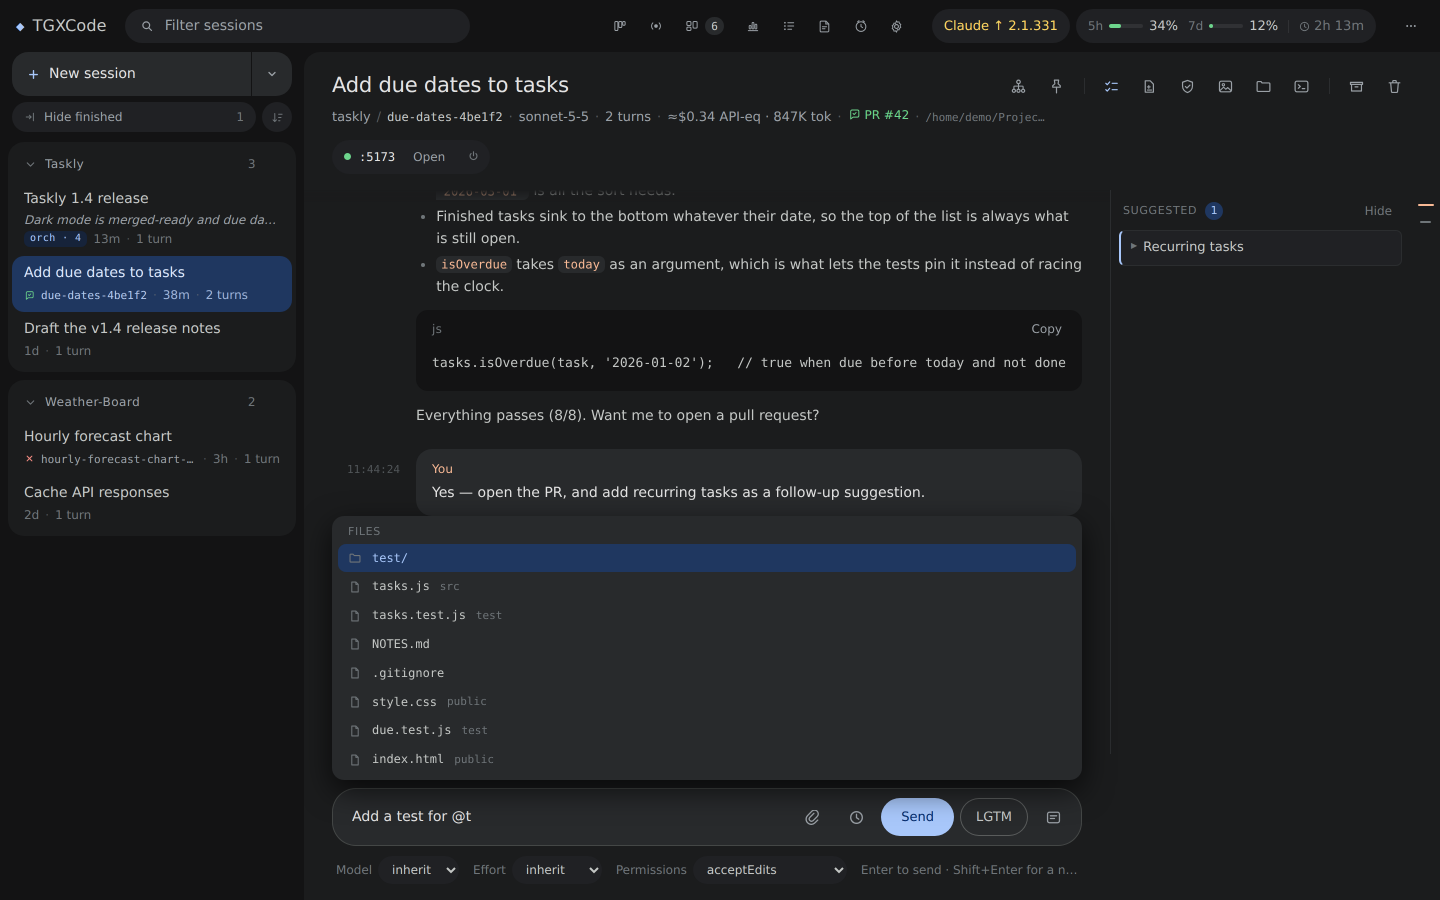 TGXCode
Filter sessions
6
Claude ↑ 2.1.331
5h 34% 7d 12% 2h 13m
+ New session
Hide finished 1
Taskly 3
Taskly 1.4 release
Dark mode is merged-ready and due da…
orch · 4 13m · 1 turn
Add due dates to tasks
due-dates-4be1f2 · 38m · 2 turns
Draft the v1.4 release notes
1d · 1 turn
Weather-Board 2
Hourly forecast chart
hourly-forecast-chart-… · 3h · 1 turn
Cache API responses
2d · 1 turn
Add due dates to tasks
taskly / due-dates-4be1f2 · sonnet-5-5 · 2 turns · ≈$0.34 API-eq · 847K tok · PR #42 · /home/demo/Projec…
:5173 Open
2026-03-01 is all the sort needs.
• Finished tasks sink to the bottom whatever their date, so the top of the list is always what
is still open.
• isOverdue takes today as an argument, which is what lets the tests pin it instead of racing
the clock.
js Copy
tasks.isOverdue(task, '2026-01-02'); // true when due before today and not done
Everything passes (8/8). Want me to open a pull request?
11:44:24
You
Yes — open the PR, and add recurring tasks as a follow-up suggestion.
FILES
test/
tasks.js src
tasks.test.js test
NOTES.md
.gitignore
style.css public
due.test.js test
index.html public
Add a test for @t
Send
LGTM
Model inherit Effort inherit Permissions acceptEdits Enter to send · Shift+Enter for a n…
SUGGESTED 1 Hide
Recurring tasks